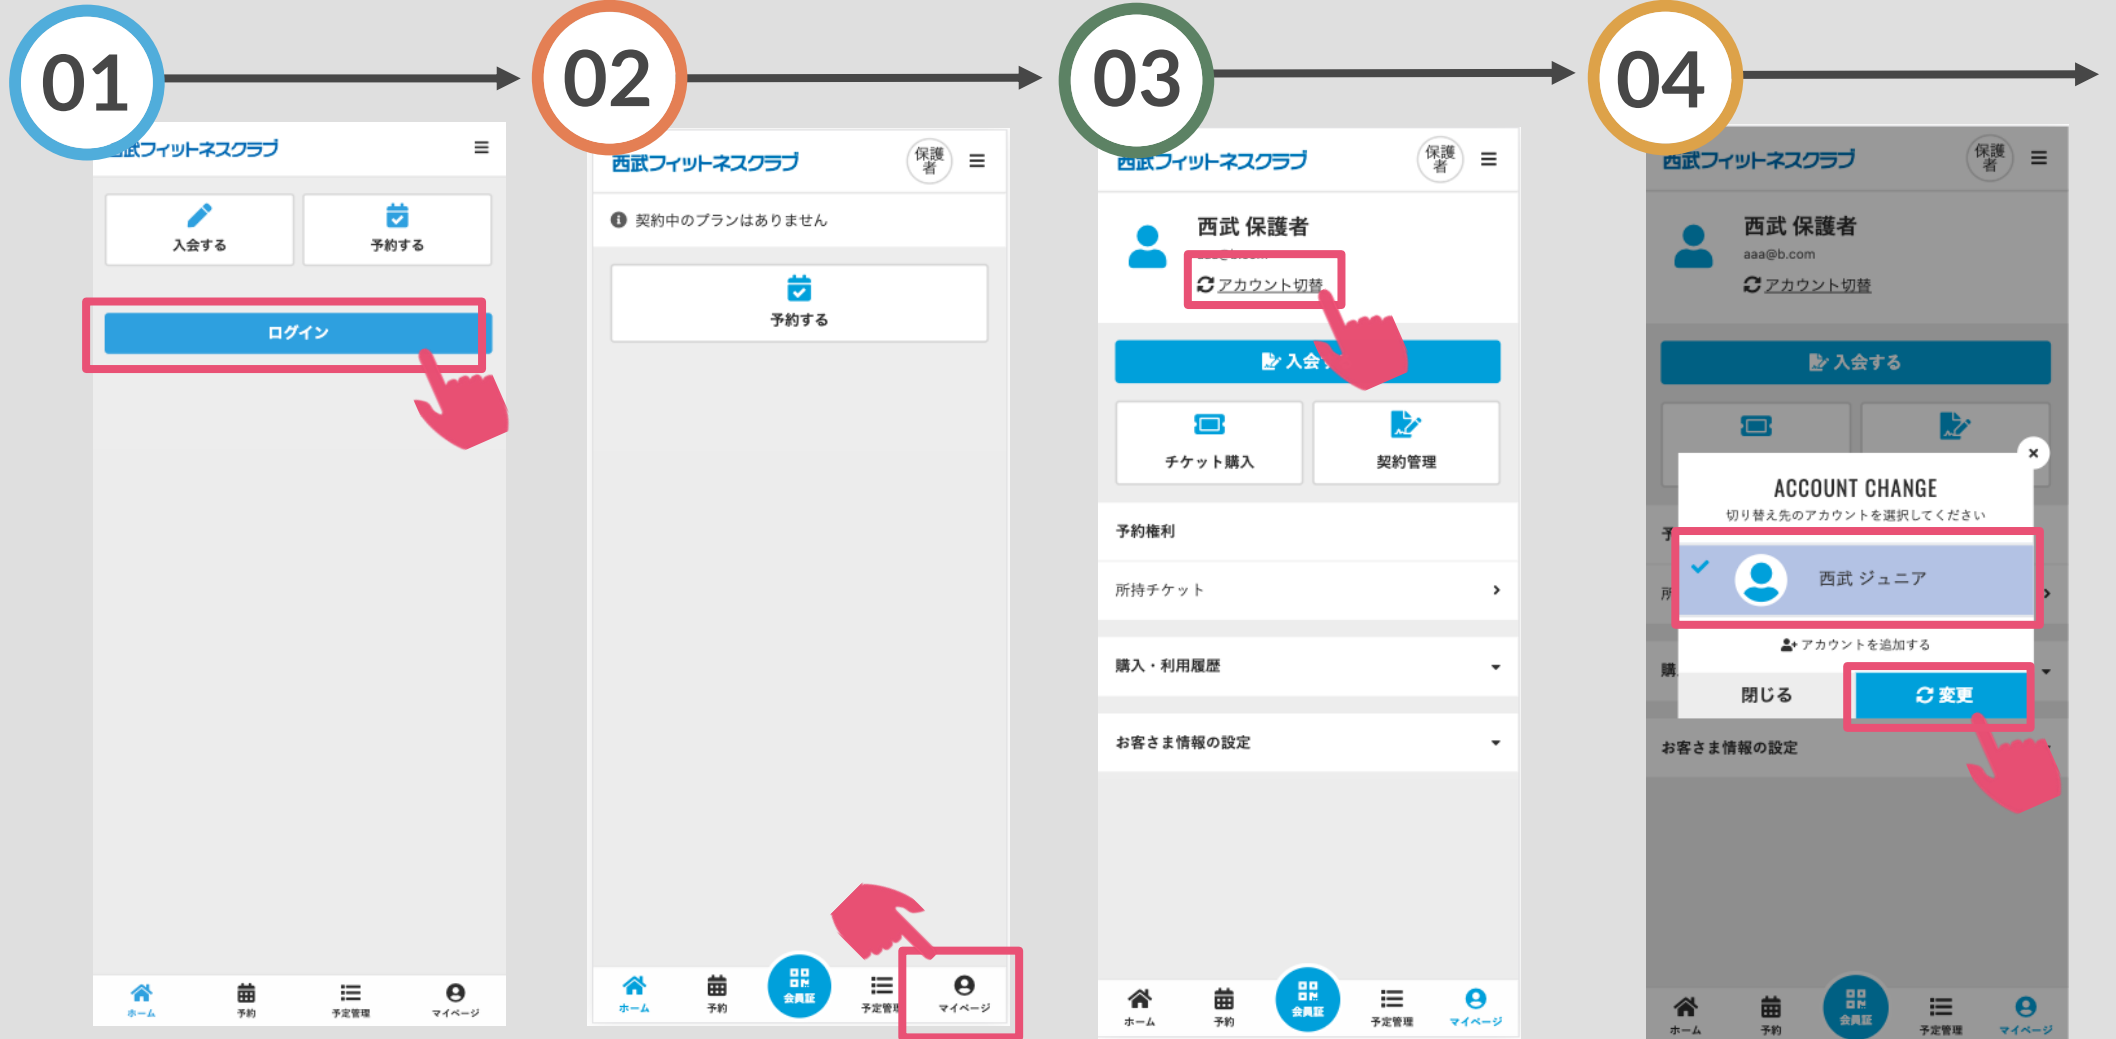 01
02
03
04
武フィットネスクラブ
入会する
予約する
ログイン
ホーム
予約
予定管理
マイページ
西武フィットネスクラブ
保護
者
契約中のプランはありません
予約する
ホーム
予約
会員証
予定管理
マイページ
西武フィットネスクラブ
保護
者
西武 保護者
アカウント切替
入会す
チケット購入
契約管理
予約権利
所持チケット
購入・利用履歴
お客さま情報の設定
ホーム
予約
会員証
予定管理
マイページ
西武フィットネスクラブ
保護
者
西武 保護者
aaa@b.com
アカウント切替
入会する
ACCOUNT CHANGE
切り替え先のアカウントを選択してください
西武 ジュニア
アカウントを追加する
閉じる
変更
お客さま情報の設定
ホーム
予約
会員証
予定管理
マイページ